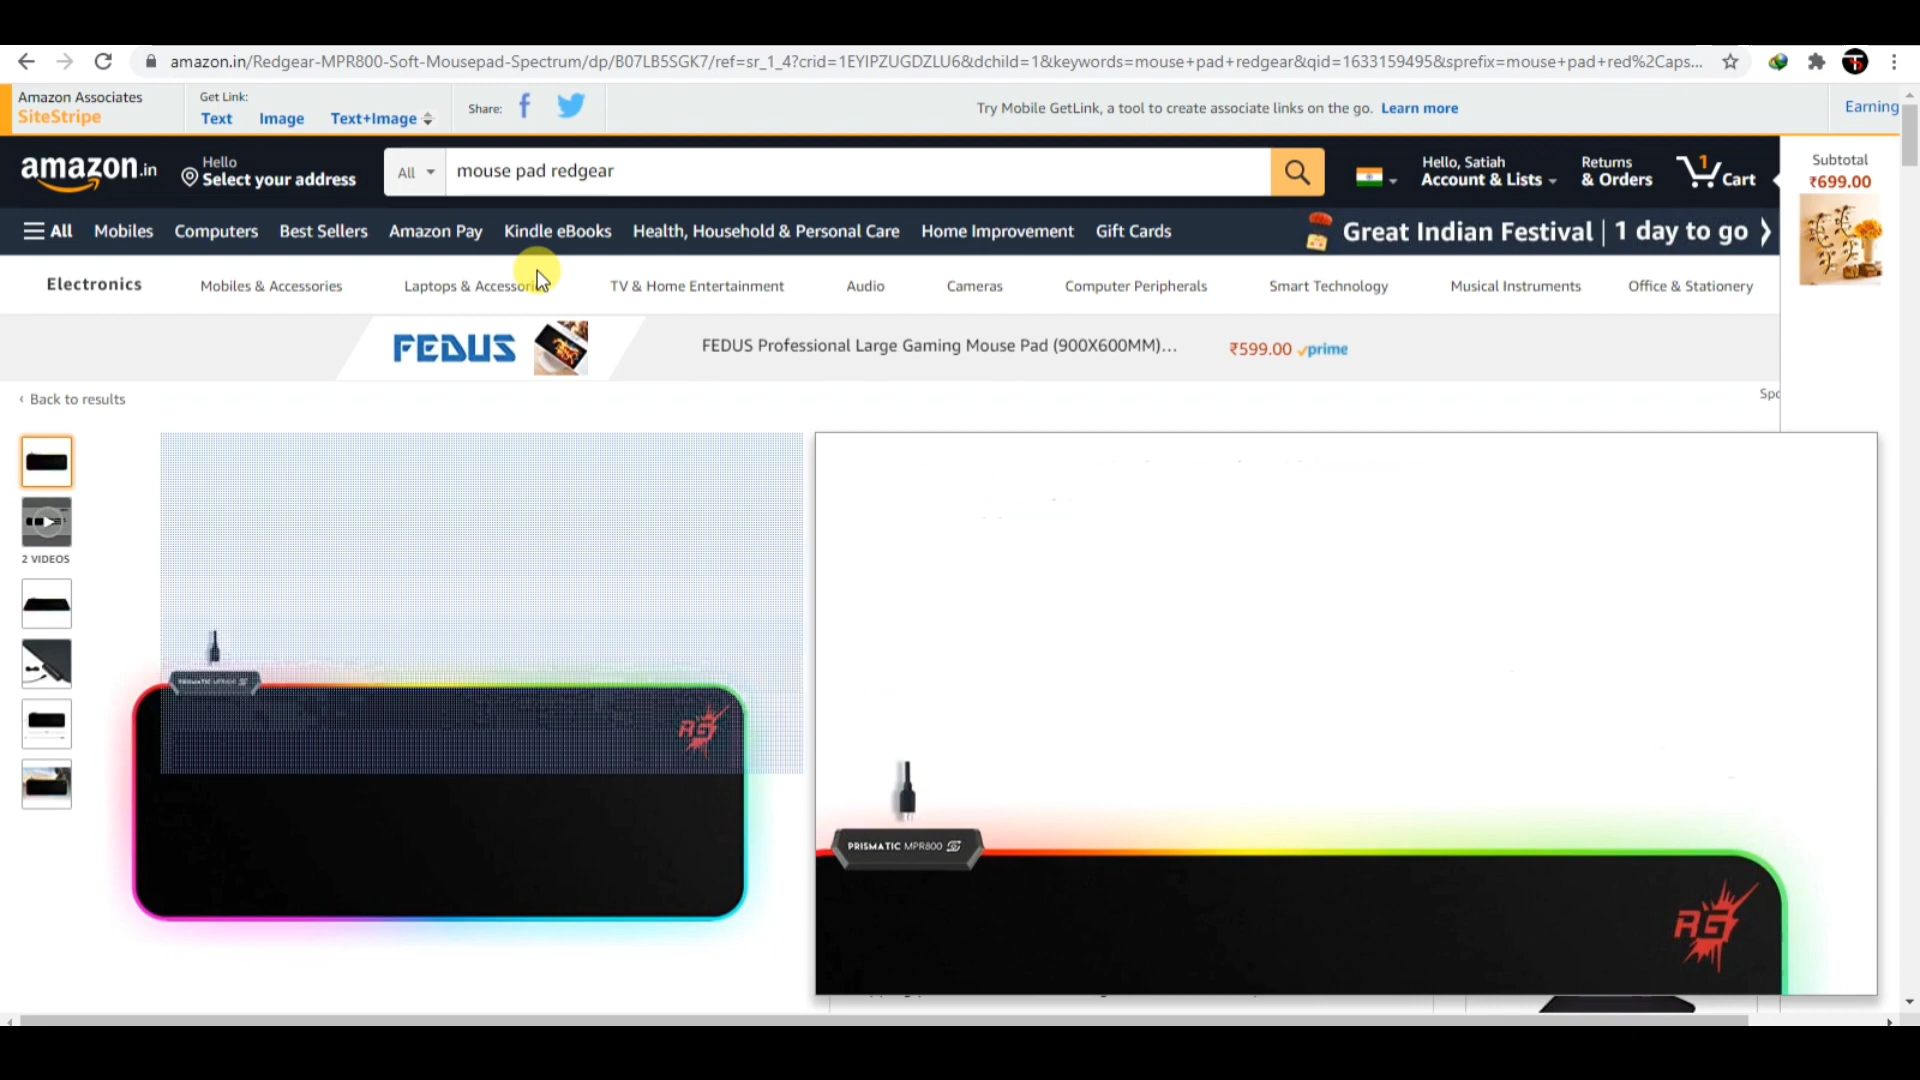 amazon.in/Redgear-MPR800-Soft-Mousepad-Spectrum/dp/B07LB5SGK7/ref=sr_1_4?crid=1EYIPZUGDZLU6&dchild=1&keywords=mouse+pad+redgear&qid=1633159495&sprefix=mouse+pad+red%2Caps...
Amazon Associates
SiteStripe
Get Link:
Text Image Text+Image
Share:
Try Mobile GetLink, a tool to create associate links on the go. Learn more
Earning
amazon.in
Hello
Select your address
All
mouse pad redgear
Hello, Satiah
Account & Lists
Returns
& Orders
1
Cart
Subtotal
₹699.00
All Mobiles Computers Best Sellers Amazon Pay Kindle eBooks Health, Household & Personal Care Home Improvement Gift Cards
Great Indian Festival | 1 day to go
Electronics Mobiles & Accessories Laptops & Accessories TV & Home Entertainment Audio Cameras Computer Peripherals Smart Technology Musical Instruments Office & Stationery
FEDUS
FEDUS Professional Large Gaming Mouse Pad (900X600MM)... ₹599.00 prime
‹ Back to results
Spo
2 VIDEOS
PRISMATIC MPR800
RG
PRISMATIC MPR800
RG